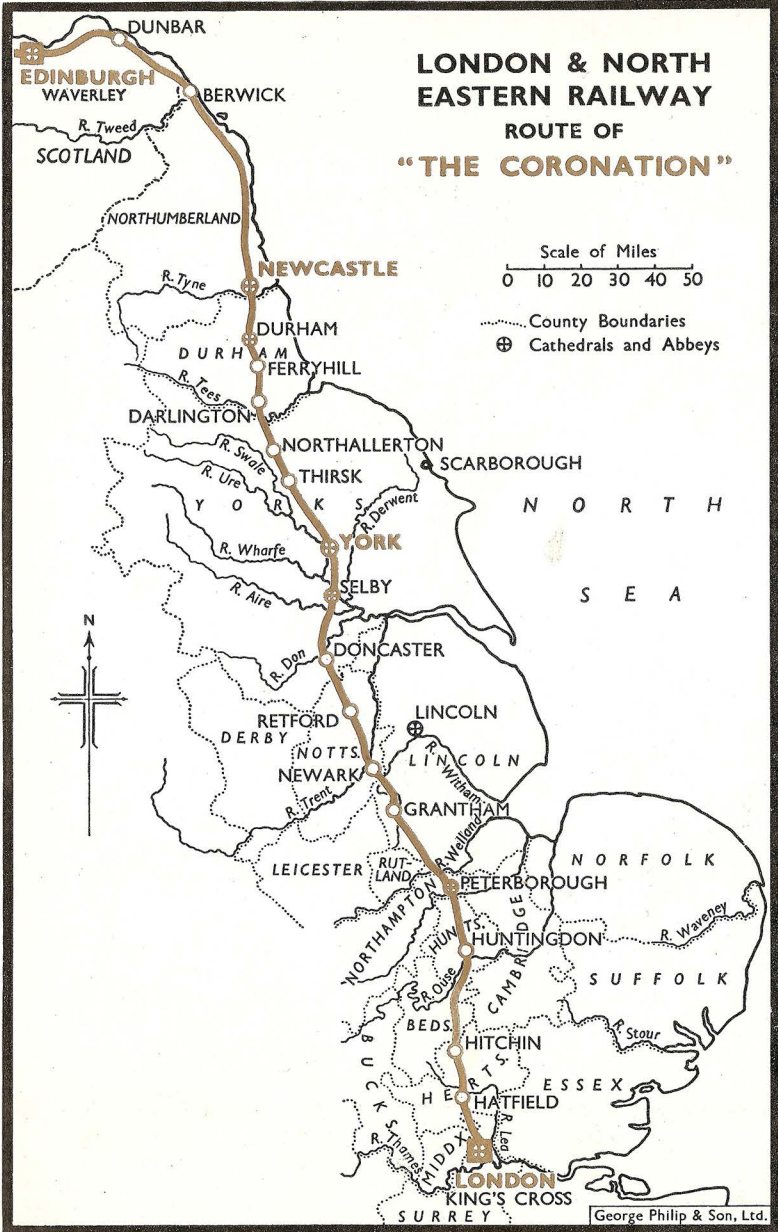 LONDON & NORTH
EASTERN RAILWAY
ROUTE OF
"THE CORONATION"
Scale of Miles
0 10 20 30 40 50
County Boundaries
Cathedrals and Abbeys
DUNBAR
EDINBURGH
WAVERLEY
BERWICK
R. Tweed
SCOTLAND
NORTHUMBERLAND
NEWCASTLE
R. Tyne
DURHAM
DURHAM
FERRYHILL
R. Tees
DARLINGTON
NORTHALLERTON
R. Swale
SCARBOROUGH
THIRSK
R. Ure
YORKS
R. Derwent
NORTH
SEA
YORK
R. Wharfe
SELBY
R. Aire
N
DONCASTER
R. Don
RETFORD
LINCOLN
DERBY
NOTTS.
LINCOLN
NEWARK
R. Witham
R. Trent
GRANTHAM
R. Welland
LEICESTER
RUT-
LAND
NORFOLK
PETERBOROUGH
NORTHAMPTON
HUNTS.
CAMBRIDGE
R. Waveney
HUNTINGDON
SUFFOLK
R. Ouse
BEDS.
R. Stour
HITCHIN
BUCKS.
HERTS.
ESSEX
HATFIELD
R. Lea
R. Thames
MIDDX.
LONDON
KING'S CROSS
SURREY
George Philip & Son, Ltd.